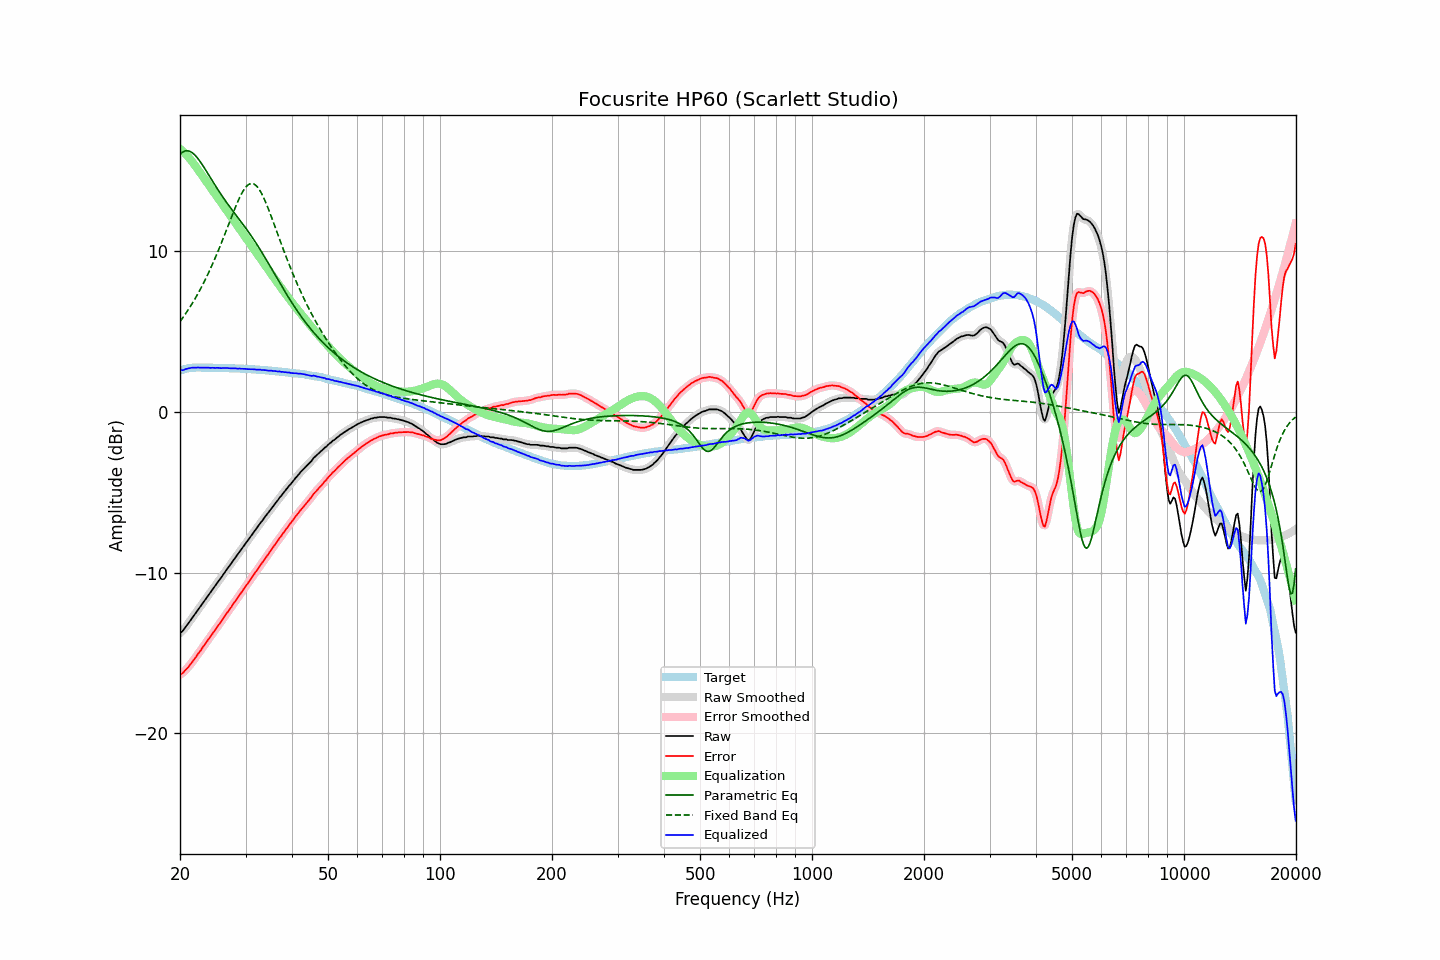 Focusrite HP60 (Scarlett Studio)
Amplitude (dBr)
10
0
−10
−20
Target
Raw Smoothed
Error Smoothed
Raw
Error
Equalization
Parametric Eq
Fixed Band Eq
Equalized
20 50 100 200 500 1000 2000 5000 10000 20000
Frequency (Hz)